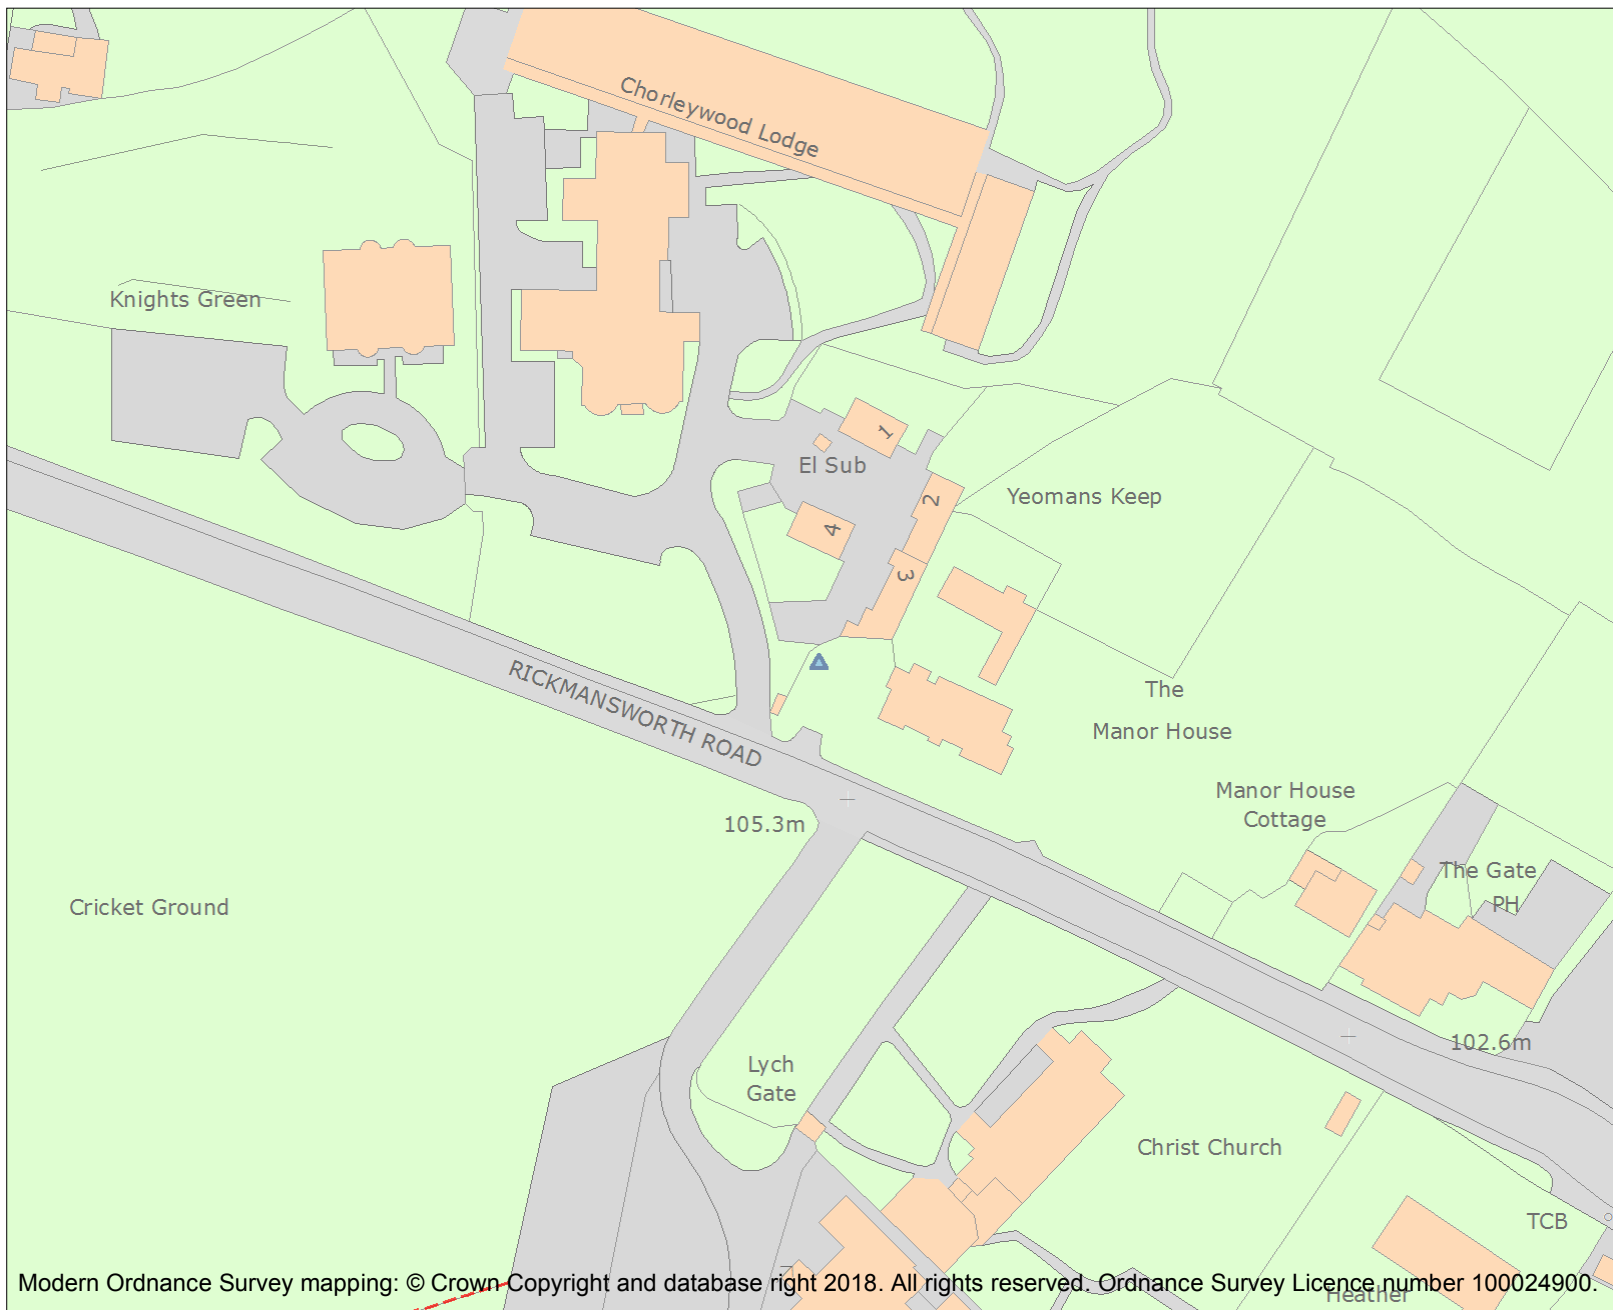 Chorleywood Lodge
Knights Green
1
El Sub
2
Yeomans Keep
4
3
RICKMANSWORTH ROAD
The
Manor House
Manor House
Cottage
105.3m
The Gate
PH
Cricket Ground
102.6m
Lych
Gate
Christ Church
TCB
Modern Ordnance Survey mapping: © Crown Copyright and database right 2018. All rights reserved. Ordnance Survey Licence number 100024900.
Heather